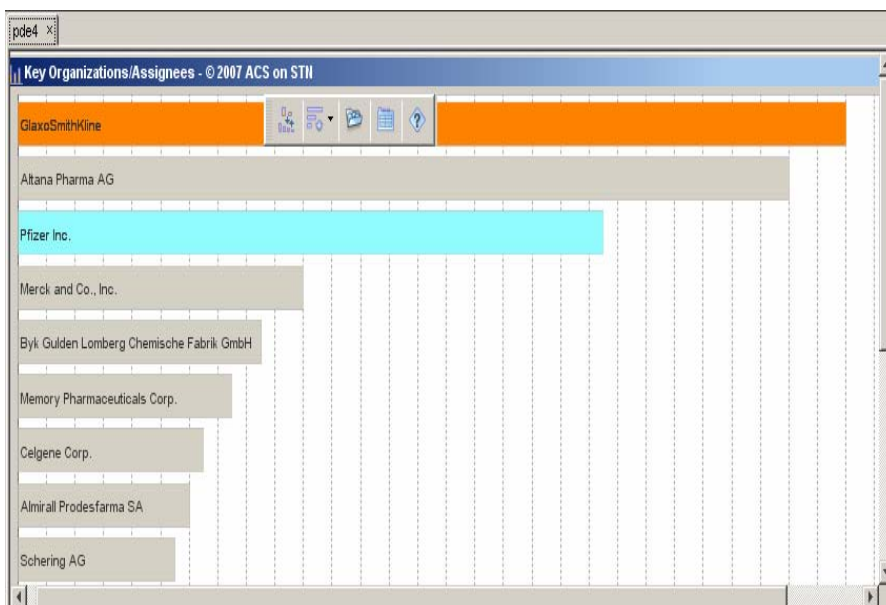 pde4 ×
Key Organizations/Assignees - © 2007 ACS on STN
GlaxoSmithKline
Altana Pharma AG
Pfizer Inc.
Merck and Co., Inc.
Byk Gulden Lomberg Chemische Fabrik GmbH
Memory Pharmaceuticals Corp.
Celgene Corp.
Almirall Prodesfarma SA
Schering AG